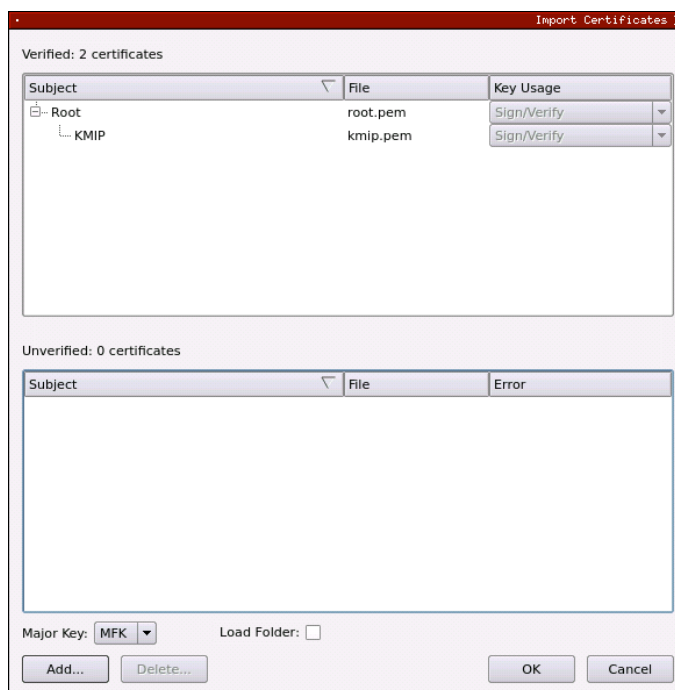 Import Certificates
Verified: 2 certificates
Subject File Key Usage
Root root.pem Sign/Verify
KMIP kmip.pem Sign/Verify
Unverified: 0 certificates
Subject File Error
Major Key: MFK Load Folder:
Add... Delete... OK Cancel